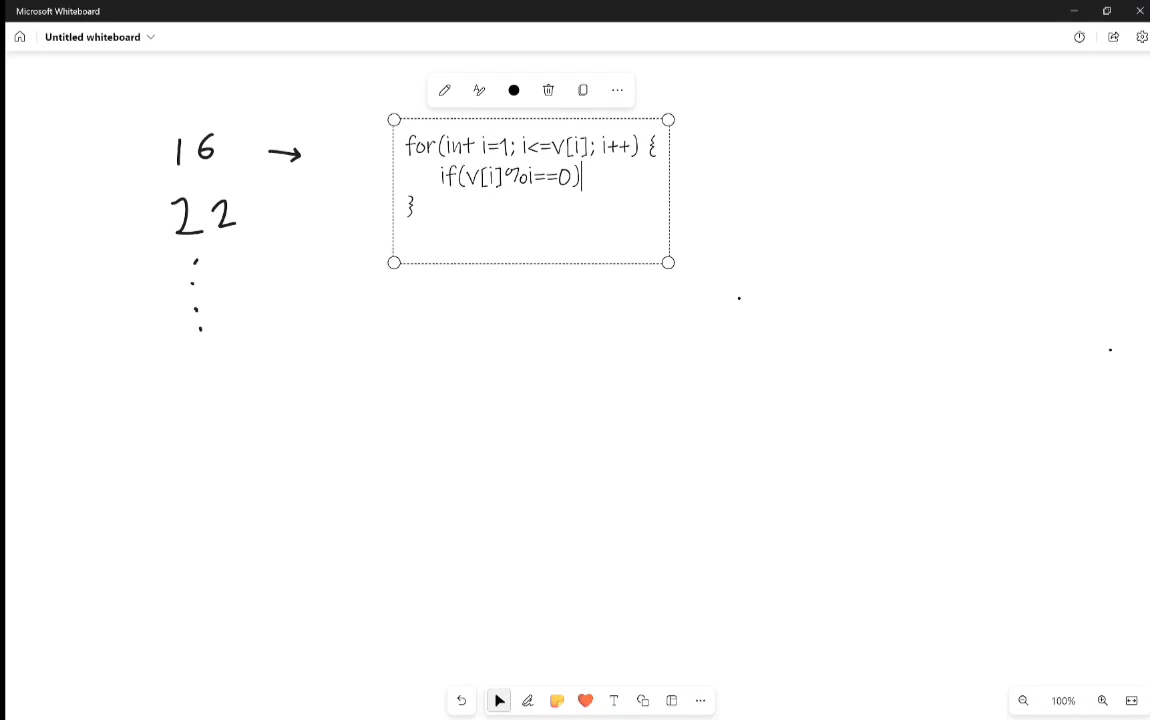 Microsoft Whiteboard
Untitled whiteboard
16 →
for(int i=1; i<=v[i]; i++) {
if(v[i]%i==0)
}
22
100%